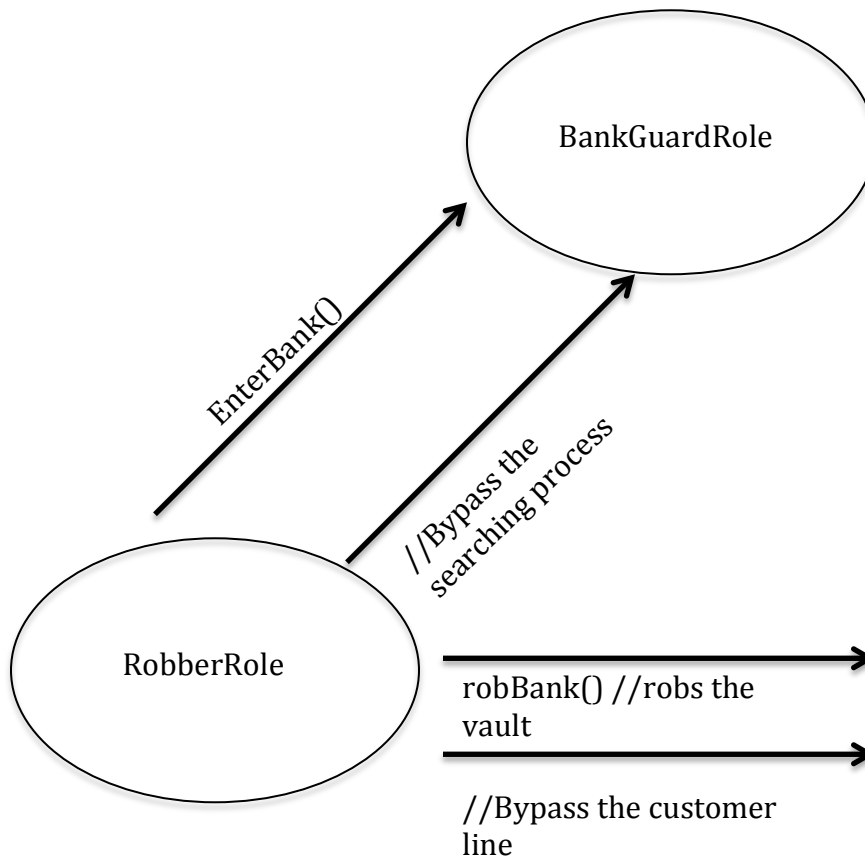 BankGuardRole
EnterBank()
//Bypass the
searching process
RobberRole
robBank() //robs the
vault
//Bypass the customer
line